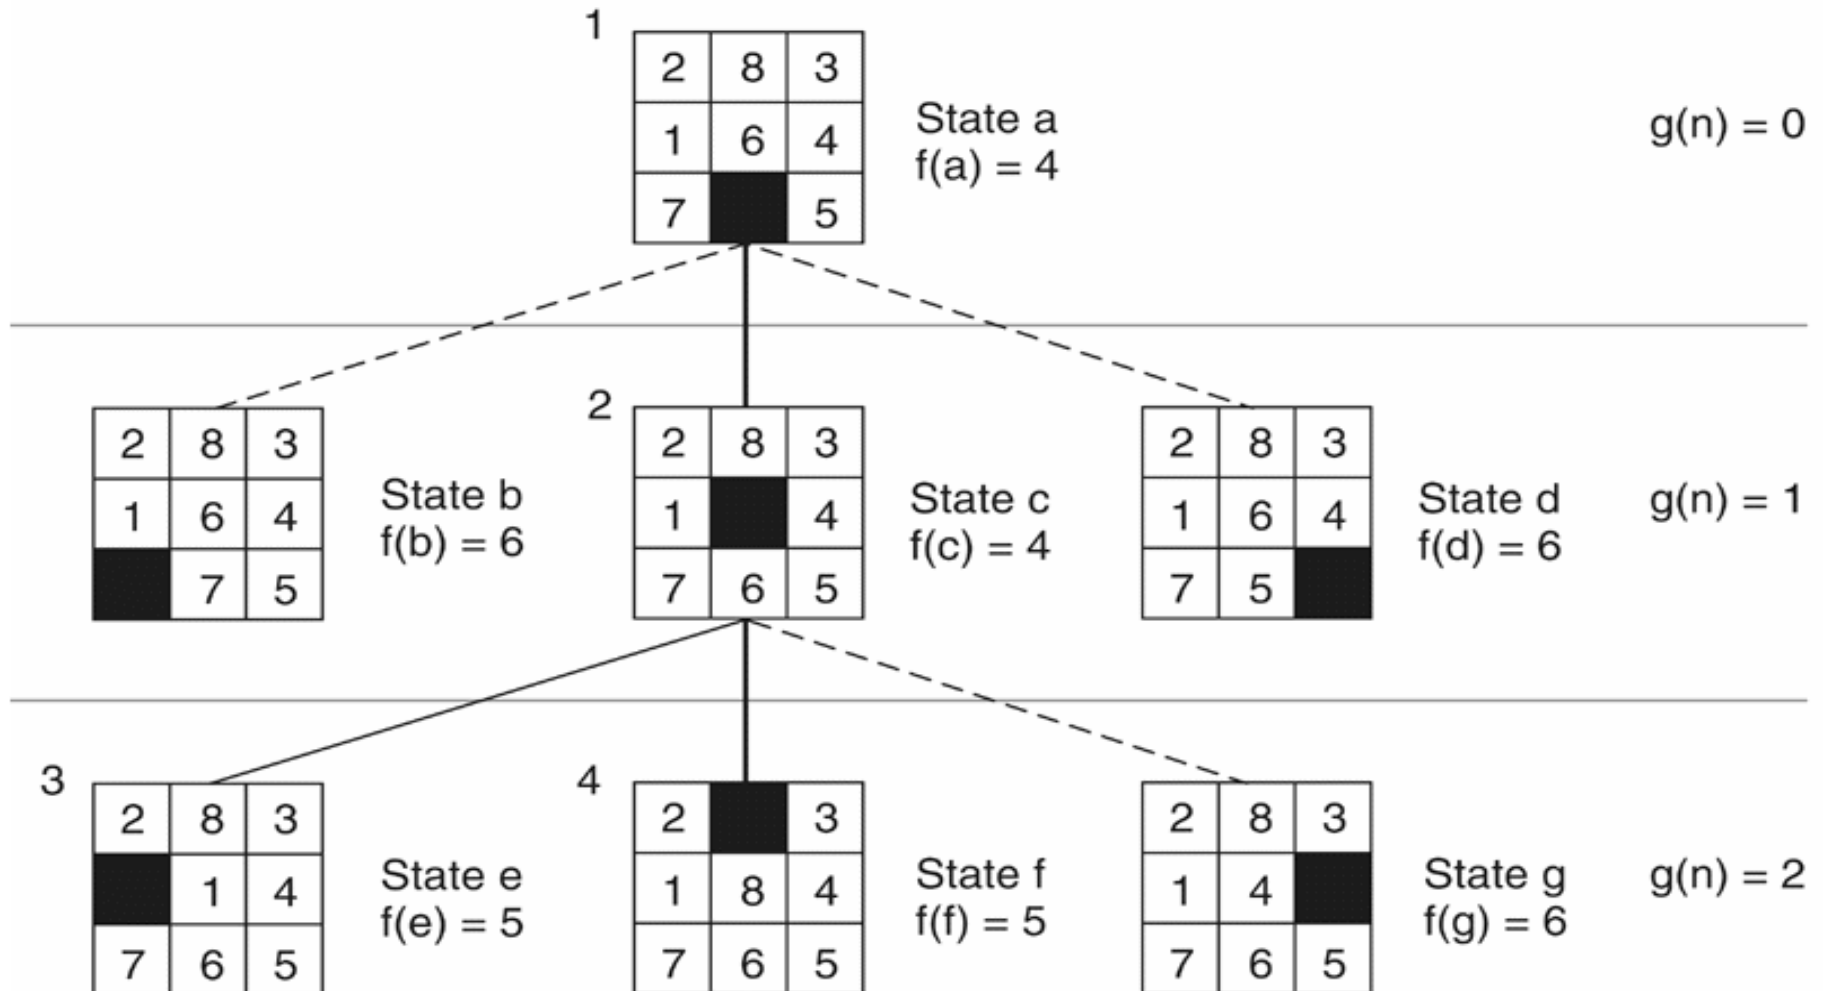 1
2 8 3
1 6 4
7 5
State a
f(a) = 4
g(n) = 0
2 8 3
1 6 4
7 5
State b
f(b) = 6
2
2 8 3
1 4
7 6 5
State c
f(c) = 4
2 8 3
1 6 4
7 5
State d
f(d) = 6
g(n) = 1
3
2 8 3
1 4
7 6 5
State e
f(e) = 5
4
2 3
1 8 4
7 6 5
State f
f(f) = 5
2 8 3
1 4
7 6 5
State g
f(g) = 6
g(n) = 2